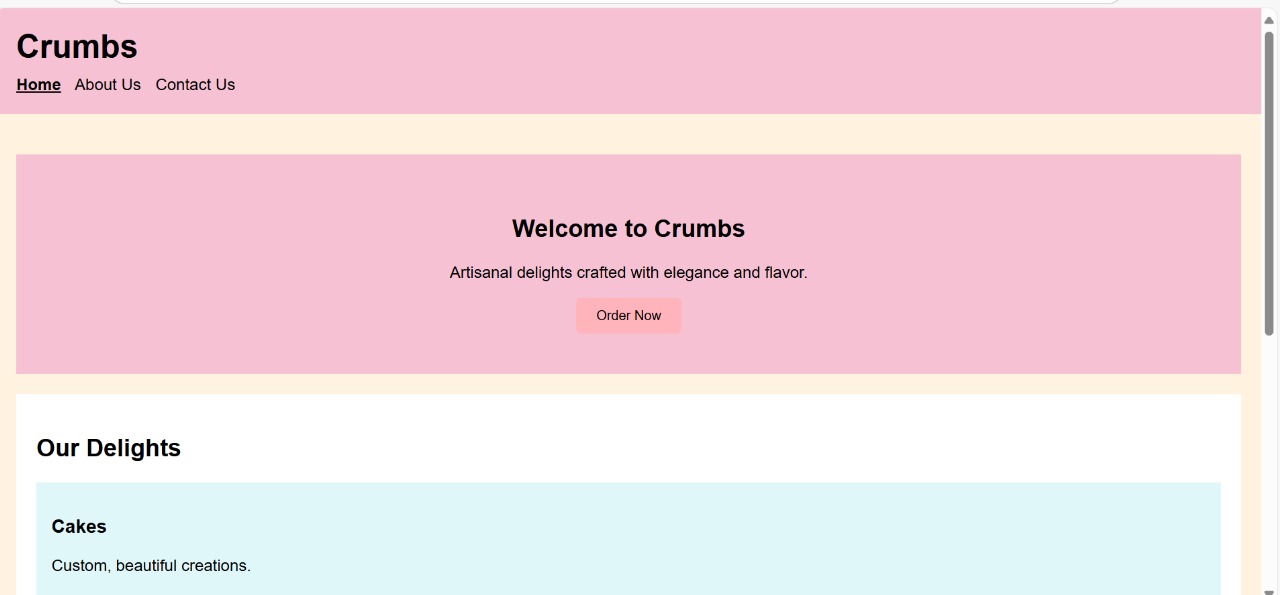 Crumbs
Home About Us Contact Us
Welcome to Crumbs
Artisanal delights crafted with elegance and flavor.
Order Now
Our Delights
Cakes
Custom, beautiful creations.